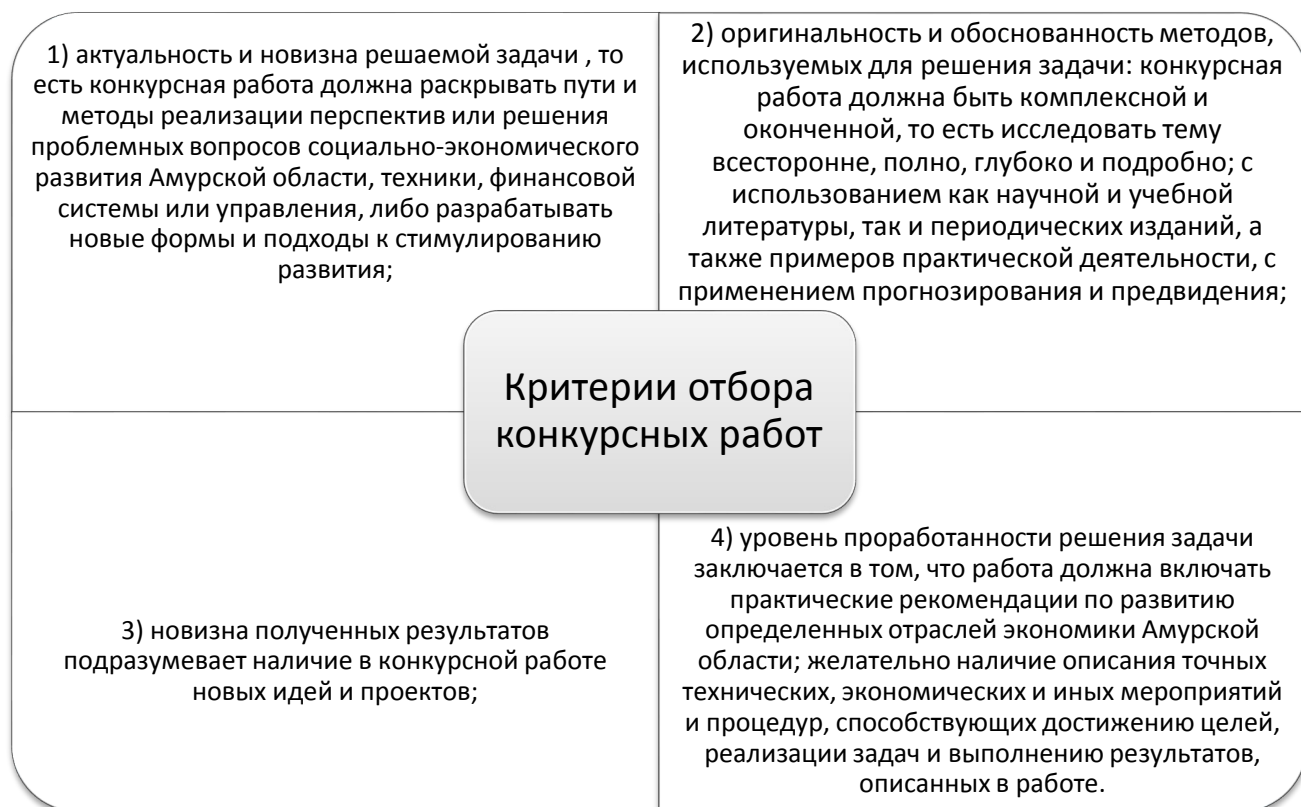 1) актуальность и новизна решаемой задачи , то
есть конкурсная работа должна раскрывать пути и
методы реализации перспектив или решения
проблемных вопросов социально-экономического
развития Амурской области, техники, финансовой
системы или управления, либо разрабатывать
новые формы и подходы к стимулированию
развития;
2) оригинальность и обоснованность методов,
используемых для решения задачи: конкурсная
работа должна быть комплексной и
оконченной, то есть исследовать тему
всесторонне, полно, глубоко и подробно; с
использованием как научной и учебной
литературы, так и периодических изданий, а
также примеров практической деятельности, с
применением прогнозирования и предвидения;
Критерии отбора
конкурсных работ
3) новизна полученных результатов
подразумевает наличие в конкурсной работе
новых идей и проектов;
4) уровень проработанности решения задачи
заключается в том, что работа должна включать
практические рекомендации по развитию
определенных отраслей экономики Амурской
области; желательно наличие описания точных
технических, экономических и иных мероприятий
и процедур, способствующих достижению целей,
реализации задач и выполнению результатов,
описанных в работе.